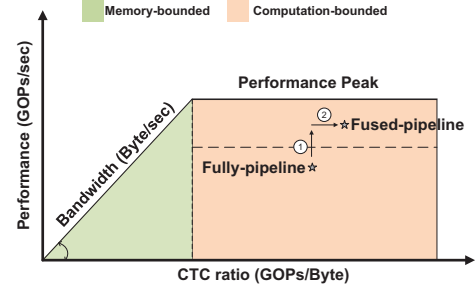 Memory-bounded
Computation-bounded
Performance (GOPs/sec)
Bandwidth (Byte/sec)
Performance Peak
②
Fused-pipeline
①
Fully-pipeline
CTC ratio (GOPs/Byte)